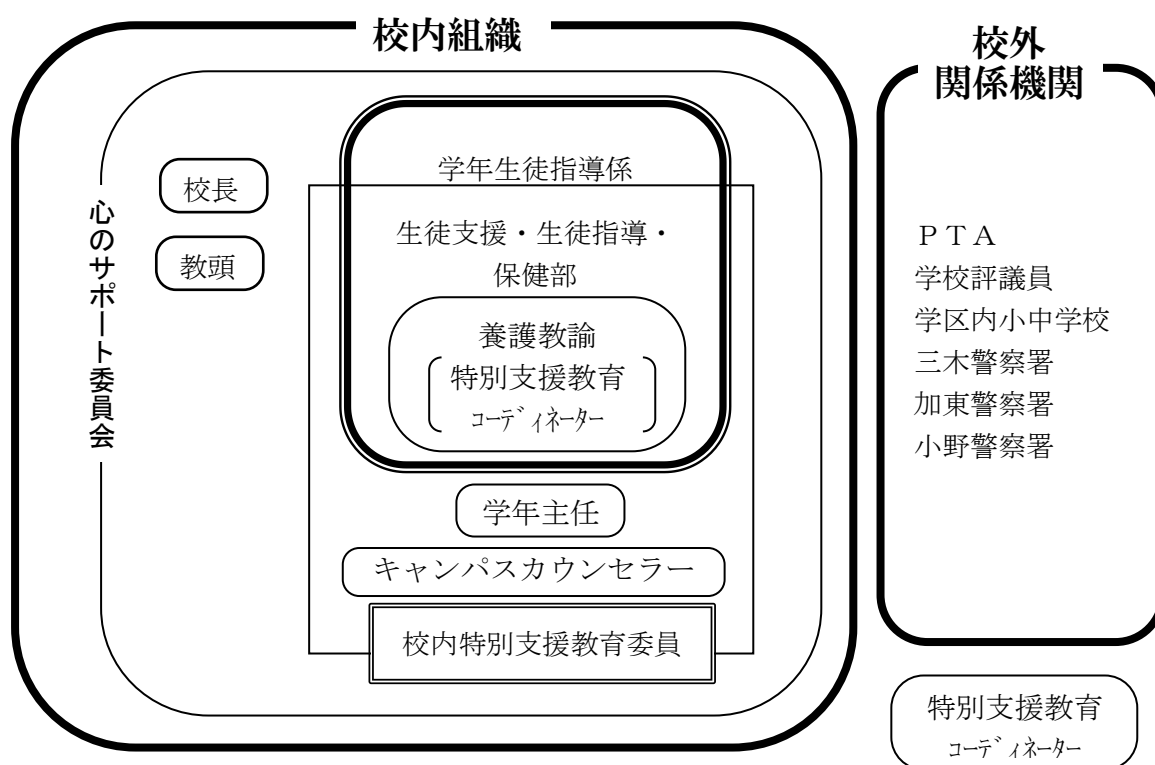 校内組織
心のサポート委員会
校長
教頭
学年生徒指導係
生徒支援・生徒指導・
保健部
養護教諭
特別支援教育
ｺｰﾃﾞｨﾈｰﾀｰ
学年主任
キャンパスカウンセラー
校内特別支援教育委員
校外
関係機関
ＰＴＡ
学校評議員
学区内小中学校
三木警察署
加東警察署
小野警察署
特別支援教育
ｺｰﾃﾞｨﾈｰﾀｰ